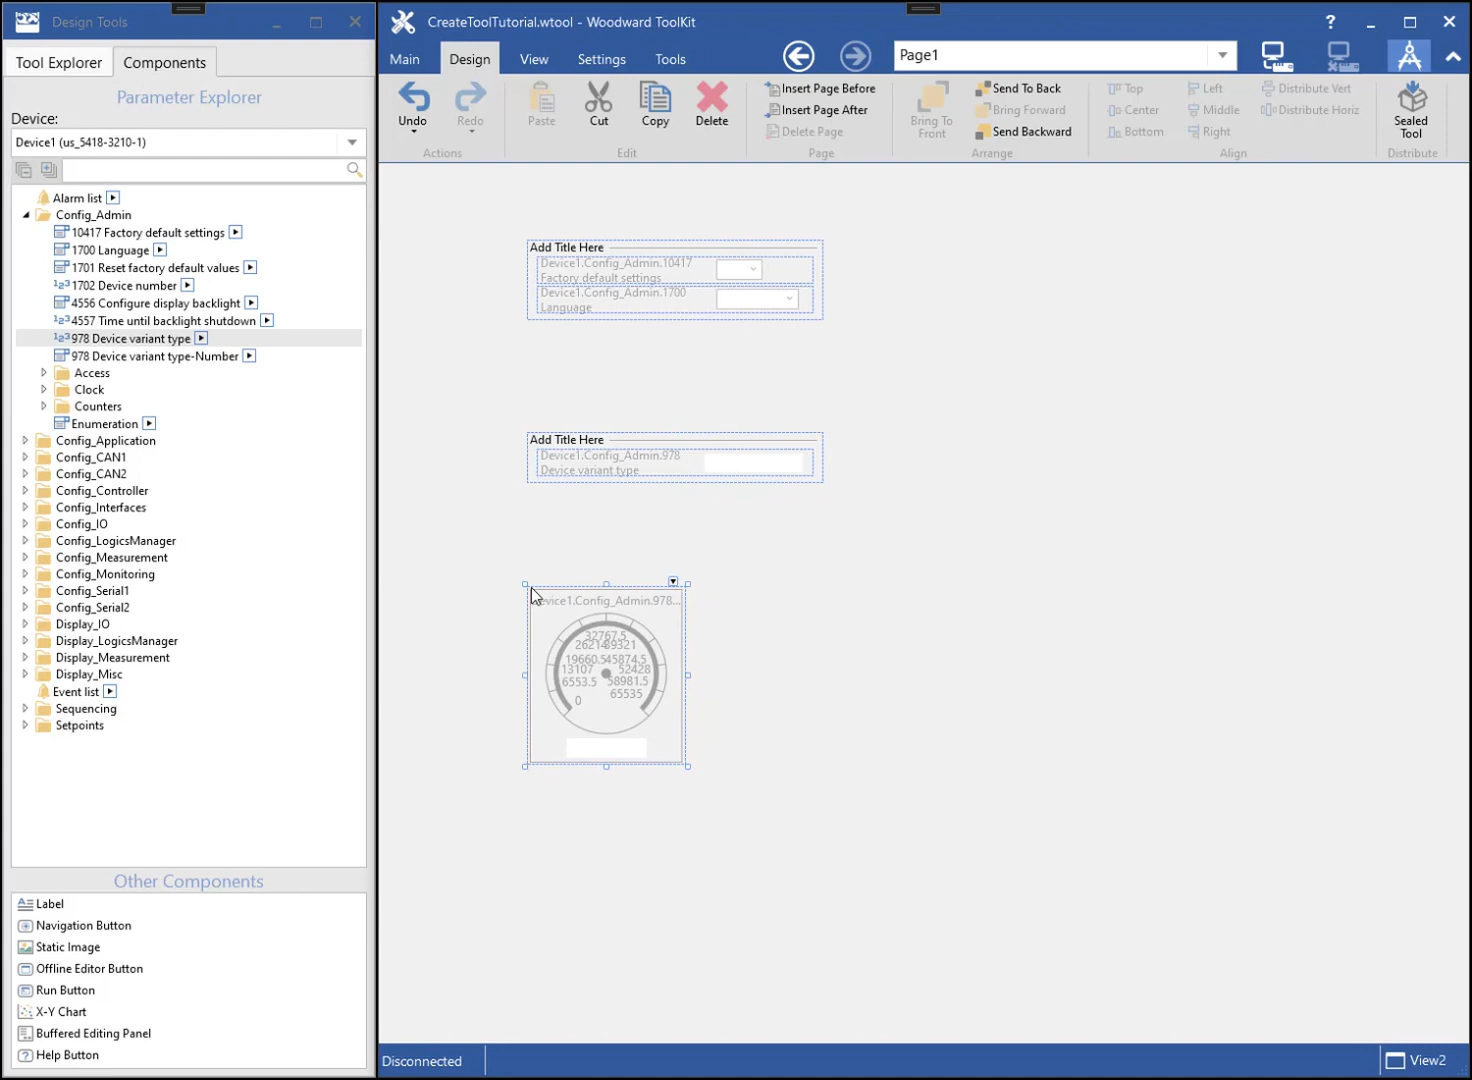 Design Tools
CreateToolTutorial.wtool - Woodward ToolKit
?
Tool Explorer
Components
Main
Design
View
Settings
Tools
Page1
Parameter Explorer
Device:
Device1 (us_5418-3210-1)
Undo
Redo
Paste
Cut
Copy
Delete
Insert Page Before
Insert Page After
Delete Page
Bring To
Front
Send To Back
Bring Forward
Send Backward
Top
Center
Bottom
Left
Middle
Right
Distribute Vert
Distribute Horiz
Sealed
Tool
Actions
Edit
Page
Arrange
Align
Distribute
Alarm list
Config_Admin
10417 Factory default settings
1700 Language
1701 Reset factory default values
1702 Device number
4556 Configure display backlight
4557 Time until backlight shutdown
978 Device variant type
978 Device variant type-Number
Access
Clock
Counters
Enumeration
Config_Application
Config_CAN1
Config_CAN2
Config_Controller
Config_Interfaces
Config_IO
Config_LogicsManager
Config_Measurement
Config_Monitoring
Config_Serial1
Config_Serial2
Display_IO
Display_LogicsManager
Display_Measurement
Display_Misc
Event list
Sequencing
Setpoints
Add Title Here
Device1.Config_Admin.10417
Factory default settings
Device1.Config_Admin.1700
Language
Add Title Here
Device1.Config_Admin.978
Device variant type
evice1.Config_Admin.978...
32767.5
26214 39321
19660.5 45874.5
13107 52428
6553.5 58981.5
0 65535
Other Components
Label
Navigation Button
Static Image
Offline Editor Button
Run Button
X-Y Chart
Buffered Editing Panel
Help Button
Disconnected
View2